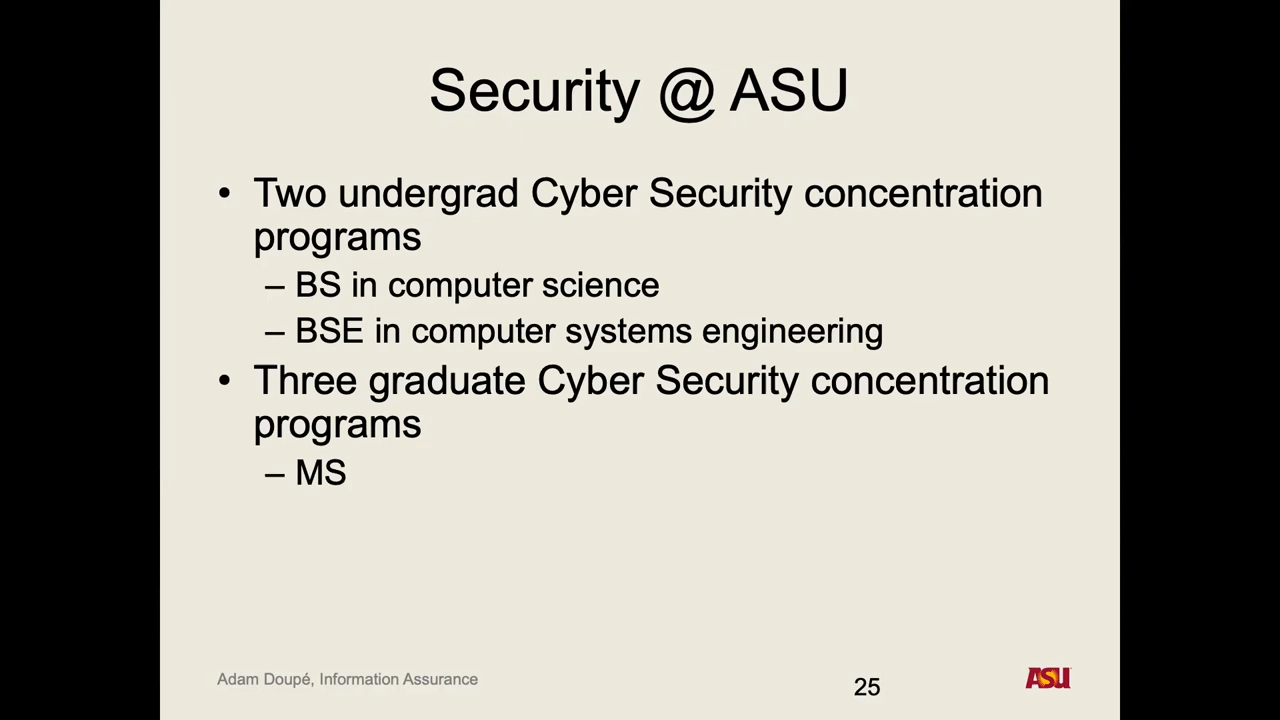 Security @ ASU
• Two undergrad Cyber Security concentration
programs
– BS in computer science
– BSE in computer systems engineering
• Three graduate Cyber Security concentration
programs
– MS
Adam Doupé, Information Assurance
25
ASU